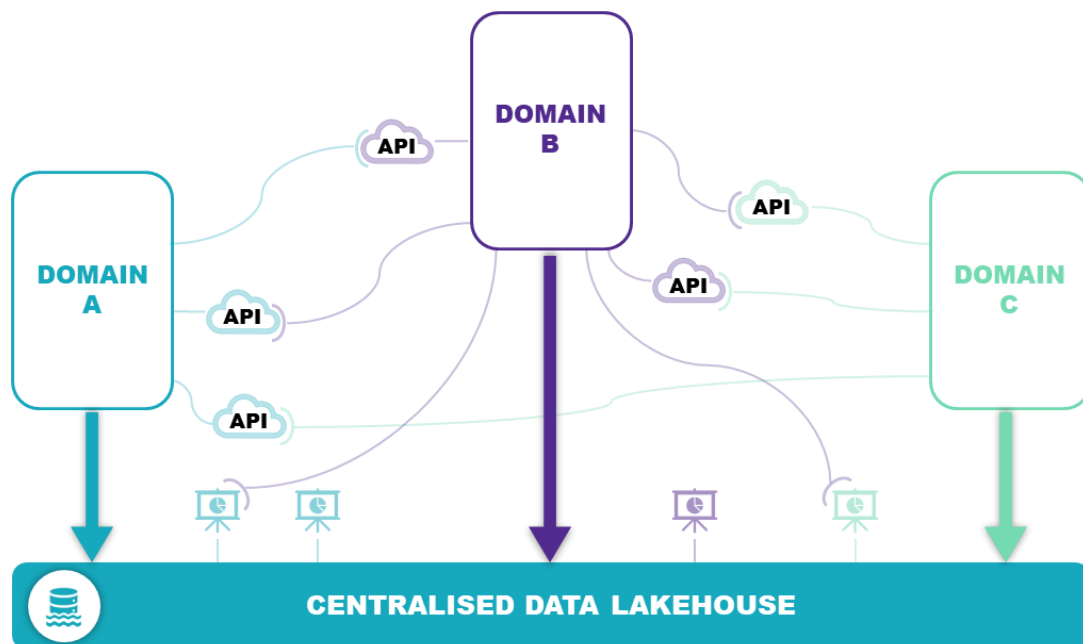 DOMAIN
B
API
API
DOMAIN
A
DOMAIN
C
API
API
API
CENTRALISED DATA LAKEHOUSE